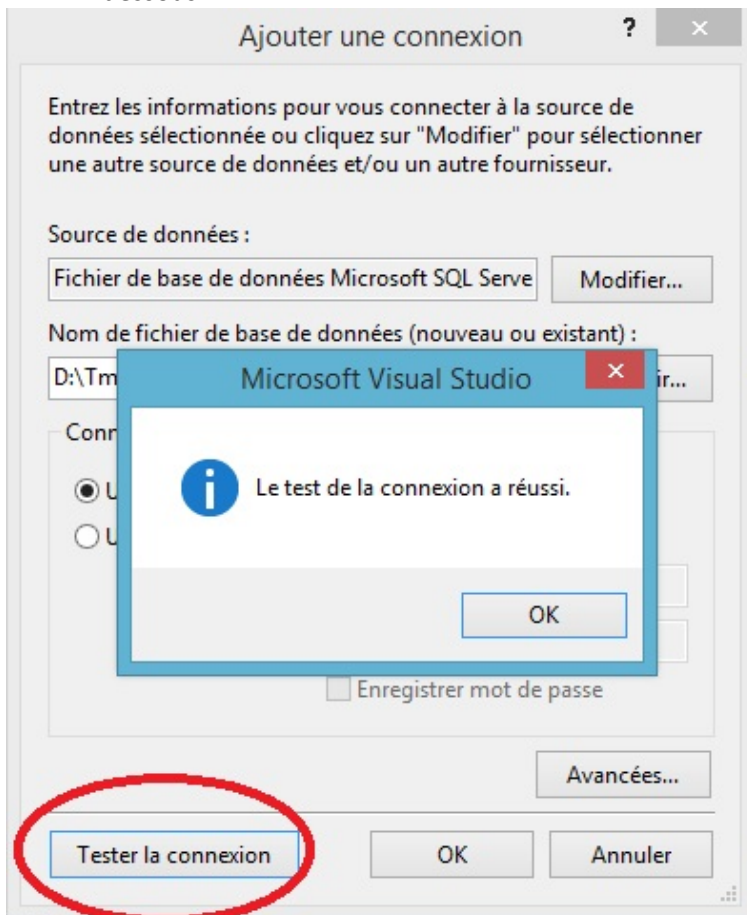 Ajouter une connexion ? ×
Entrez les informations pour vous connecter à la source de
données sélectionnée ou cliquez sur "Modifier" pour sélectionner
une autre source de données et/ou un autre fournisseur.
Source de données :
Fichier de base de données Microsoft SQL Serve
Modifier...
Nom de fichier de base de données (nouveau ou existant) :
D:\Tm
ir...
Microsoft Visual Studio ×
Conn
U
U
Le test de la connexion a réussi.
OK
Enregistrer mot de passe
Avancées...
Tester la connexion
OK
Annuler